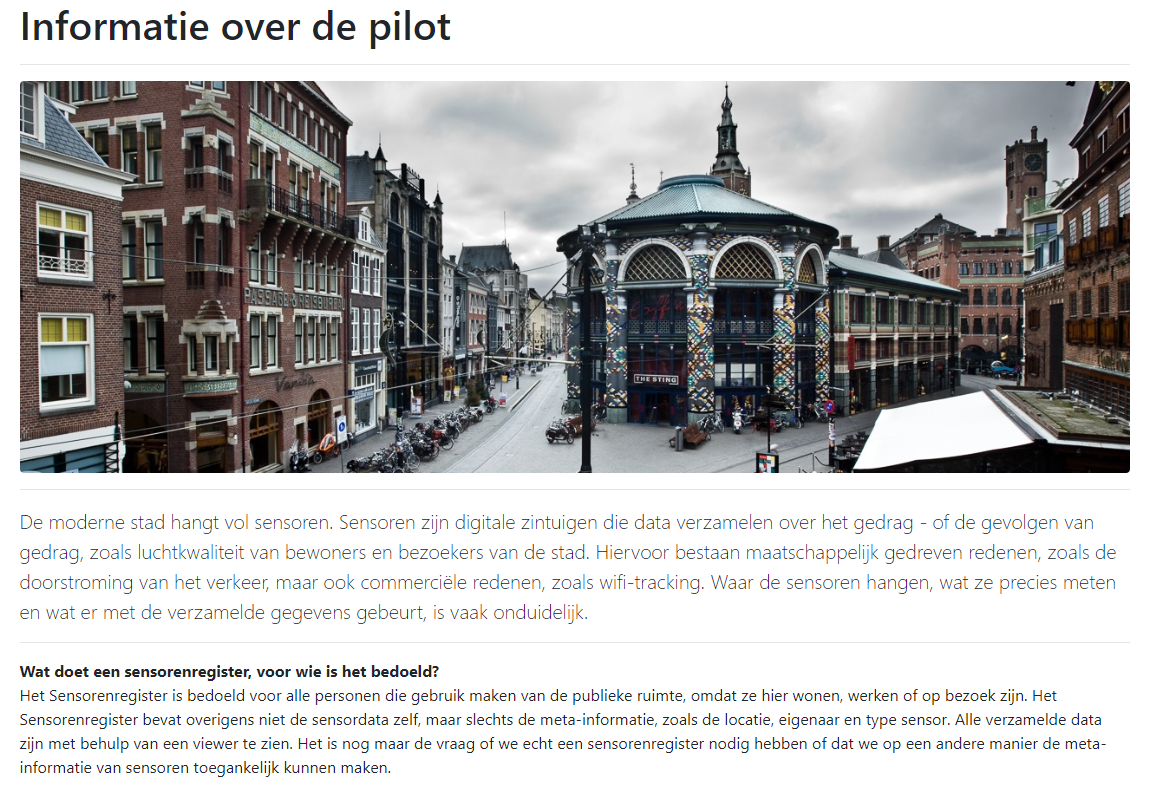 Informatie over de pilot
PASSAGE & REISBUREAU
Venezia
THE STING
De moderne stad hangt vol sensoren. Sensoren zijn digitale zintuigen die data verzamelen over het gedrag - of de gevolgen van
gedrag, zoals luchtkwaliteit van bewoners en bezoekers van de stad. Hiervoor bestaan maatschappelijk gedreven redenen, zoals de
doorstroming van het verkeer, maar ook commerciële redenen, zoals wifi-tracking. Waar de sensoren hangen, wat ze precies meten
en wat er met de verzamelde gegevens gebeurt, is vaak onduidelijk.
Wat doet een sensorenregister, voor wie is het bedoeld?
Het Sensorenregister is bedoeld voor alle personen die gebruik maken van de publieke ruimte, omdat ze hier wonen, werken of op bezoek zijn. Het
Sensorenregister bevat overigens niet de sensordata zelf, maar slechts de meta-informatie, zoals de locatie, eigenaar en type sensor. Alle verzamelde data
zijn met behulp van een viewer te zien. Het is nog maar de vraag of we echt een sensorenregister nodig hebben of dat we op een andere manier de meta-
informatie van sensoren toegankelijk kunnen maken.